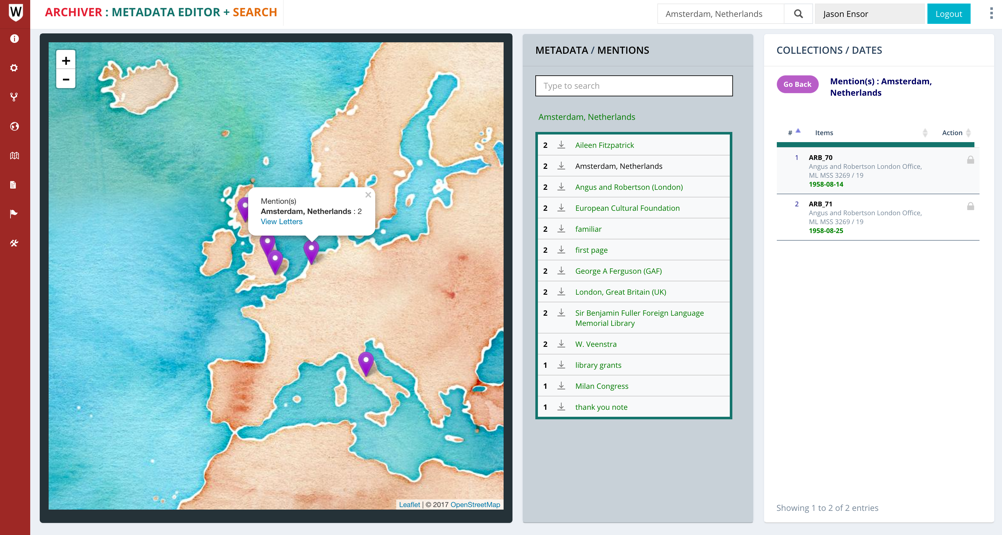 W
ARCHIVER : METADATA EDITOR + SEARCH
Amsterdam, Netherlands
Jason Ensor
Logout
+
−
Mention(s)
Amsterdam, Netherlands : 2
View Letters
×
Leaflet | © 2017 OpenStreetMap
METADATA / MENTIONS
Type to search
Amsterdam, Netherlands
2 Aileen Fitzpatrick
2 Amsterdam, Netherlands
2 Angus and Robertson (London)
2 European Cultural Foundation
2 familiar
2 first page
2 George A Ferguson (GAF)
2 London, Great Britain (UK)
2 Sir Benjamin Fuller Foreign Language
Memorial Library
2 W. Veenstra
1 library grants
1 Milan Congress
1 thank you note
COLLECTIONS / DATES
Go Back
Mention(s) : Amsterdam,
Netherlands
# Items Action
1 ARB_70
Angus and Robertson London Office,
ML MSS 3269 / 19
1958-08-14
2 ARB_71
Angus and Robertson London Office,
ML MSS 3269 / 19
1958-08-25
Showing 1 to 2 of 2 entries